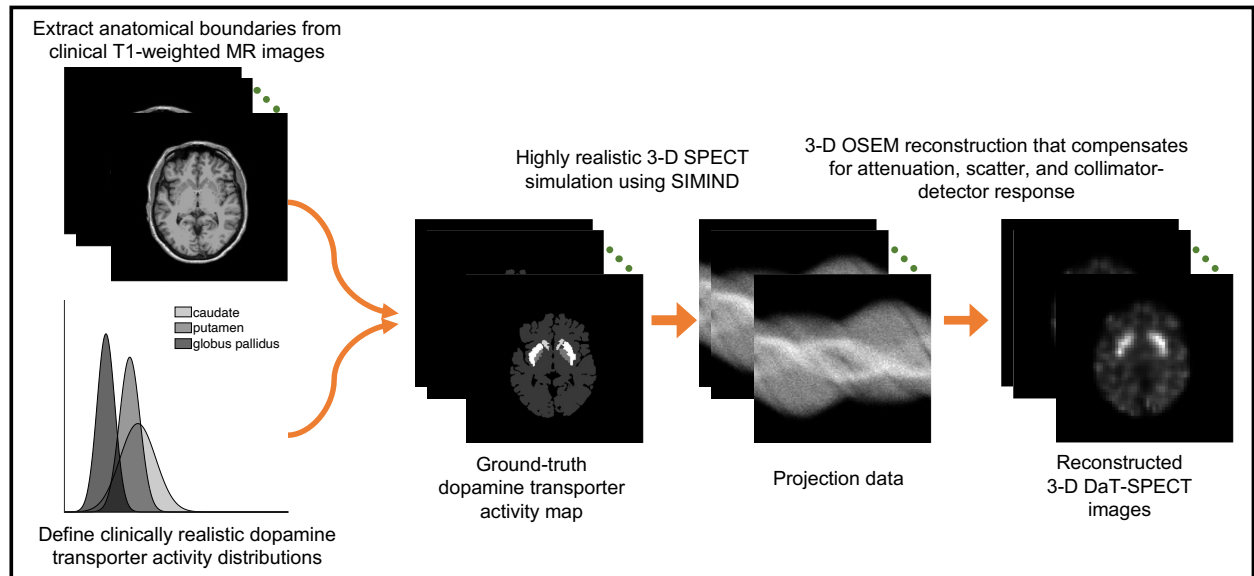 Extract anatomical boundaries from
clinical T1-weighted MR images
caudate
putamen
globus pallidus
Define clinically realistic dopamine
transporter activity distributions
Highly realistic 3-D SPECT
simulation using SIMIND
Ground-truth
dopamine transporter
activity map
Projection data
3-D OSEM reconstruction that compensates
for attenuation, scatter, and collimator-
detector response
Reconstructed
3-D DaT-SPECT
images